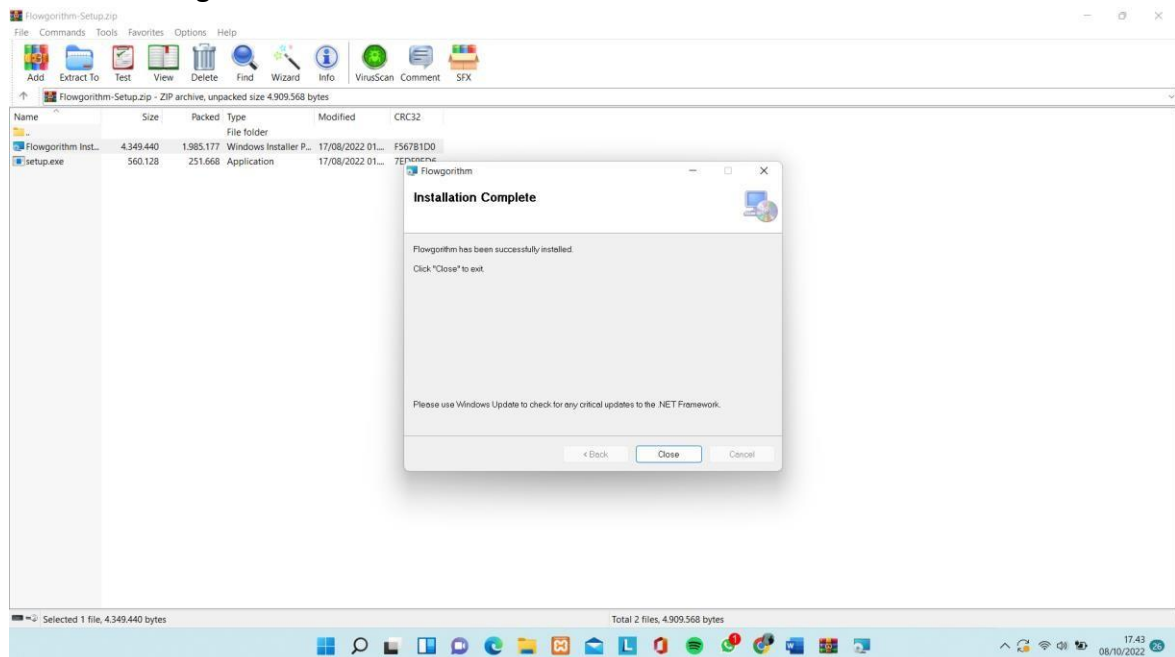 Flowgorithm-Setup.zip
File Commands Tools Favorites Options Help
Add Extract To Test View Delete Find Wizard Info VirusScan Comment SFX
Flowgorithm-Setup.zip - ZIP archive, unpacked size 4.909.568 bytes
Name Size Packed Type Modified CRC32
.. File folder
Flowgorithm Inst... 4.349.440 1.985.177 Windows Installer P... 17/08/2022 01.... F567B1D0
setup.exe 560.128 251.668 Application 17/08/2022 01....
Flowgorithm
Installation Complete
Flowgorithm has been successfully installed.
Click "Close" to exit.
Please use Windows Update to check for any critical updates to the .NET Framework.
< Back Close Cancel
Selected 1 file, 4.349.440 bytes Total 2 files, 4.909.568 bytes
17.43
08/10/2022 26